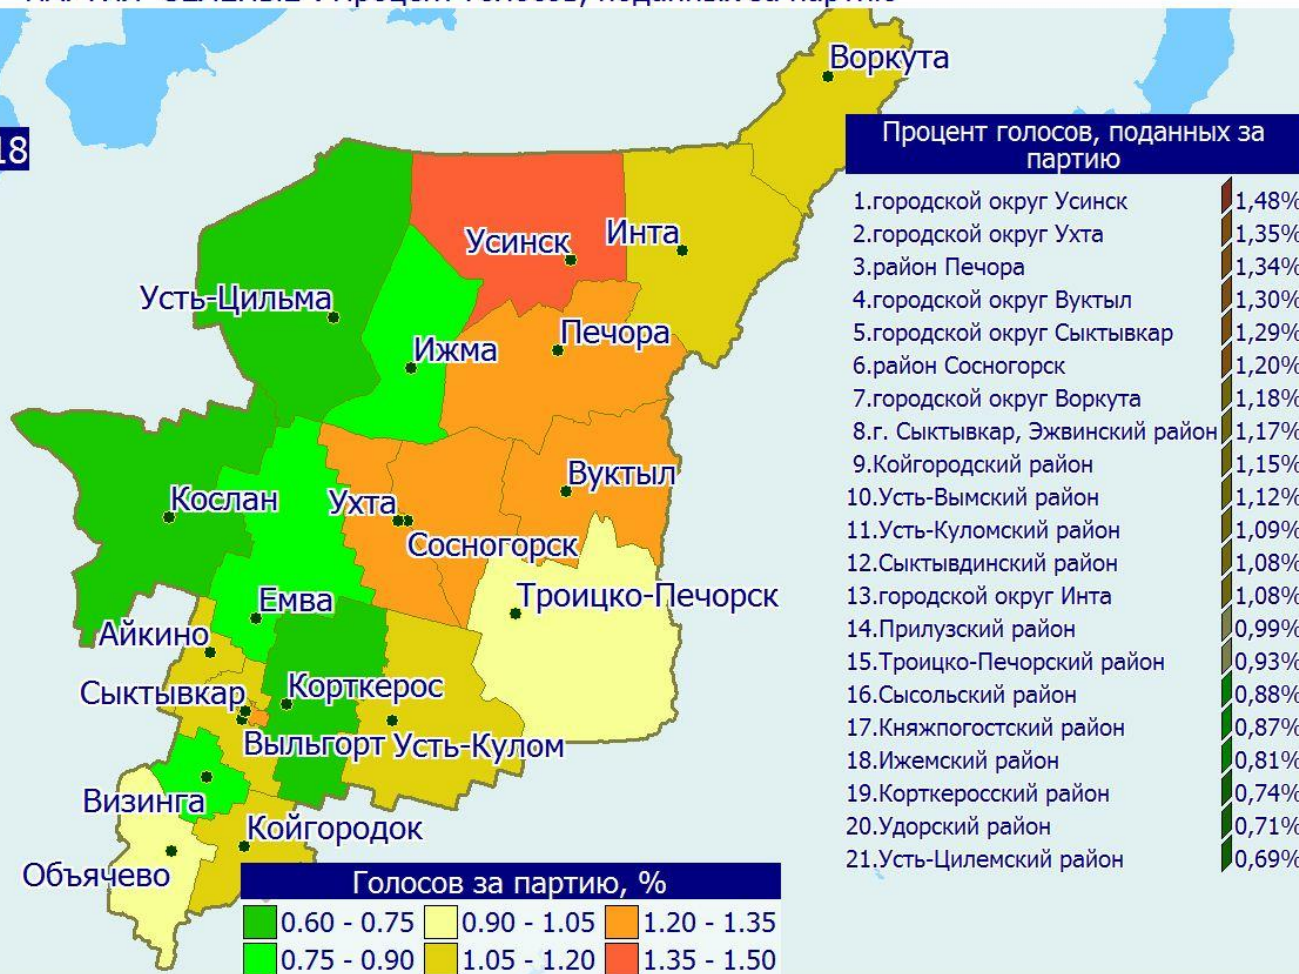 Воркута
18
Процент голосов, поданных за
партию
1.городской округ Усинск 1,48%
2.городской округ Ухта 1,35%
3.район Печора 1,34%
4.городской округ Вуктыл 1,30%
5.городской округ Сыктывкар 1,29%
6.район Сосногорск 1,20%
7.городской округ Воркута 1,18%
8.г. Сыктывкар, Эжвинский район 1,17%
9.Койгородский район 1,15%
10.Усть-Вымский район 1,12%
11.Усть-Куломский район 1,09%
12.Сыктывдинский район 1,08%
13.городской округ Инта 1,08%
14.Прилузский район 0,99%
15.Троицко-Печорский район 0,93%
16.Сысольский район 0,88%
17.Княжпогостский район 0,87%
18.Ижемский район 0,81%
19.Корткеросский район 0,74%
20.Удорский район 0,71%
21.Усть-Цилемский район 0,69%
Усинск
Инта
Усть-Цильма
Печора
Ижма
Вуктыл
Кослан
Ухта
Сосногорск
Троицко-Печорск
Емва
Айкино
Сыктывкар
Корткерос
Выльгорт
Усть-Кулом
Визинга
Койгородок
Объячево
Голосов за партию, %
0.60 - 0.75 0.90 - 1.05 1.20 - 1.35
0.75 - 0.90 1.05 - 1.20 1.35 - 1.50